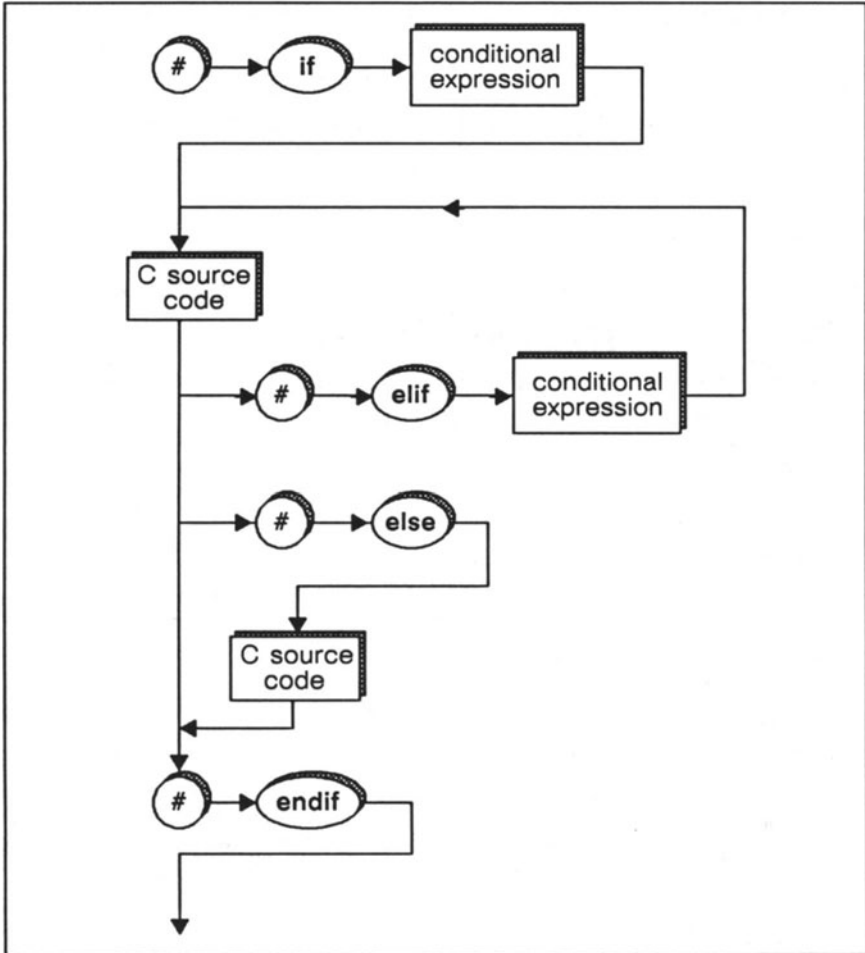 #
if
conditional
expression
C source
code
#
elif
conditional
expression
#
else
C source
code
#
endif